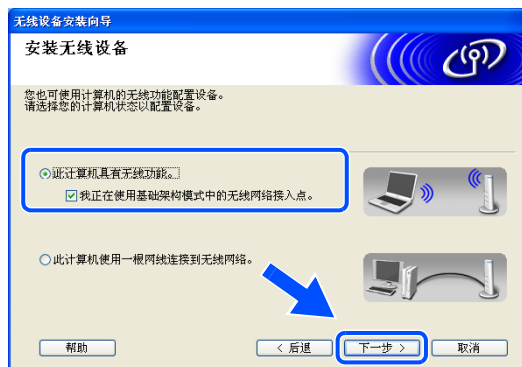 无线设备安装向导
安装无线设备
您也可使用计算机的无线功能配置设备。
请选择您的计算机状态以配置设备。
此计算机具有无线功能。
我正在使用基础架构模式中的无线网络接入点。
此计算机使用一根网线连接到无线网络。
帮助 < 后退 下一步 > 取消